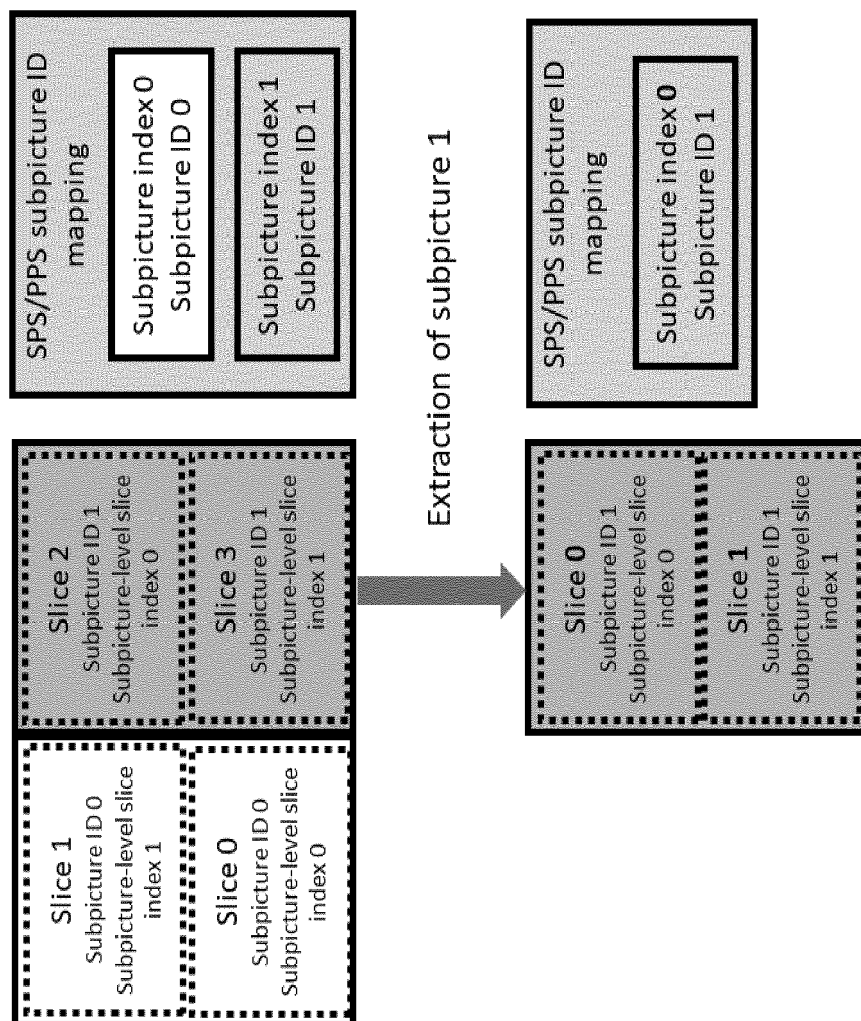 Slice 1
Subpicture ID 0
Subpicture-level slice
index 1
Slice 2
Subpicture ID 1
Subpicture-level slice
index 0
Slice 0
Subpicture ID 0
Subpicture-level slice
index 0
Slice 3
Subpicture ID 1
Subpicture-level slice
index 1
SPS/PPS subpicture ID
mapping
Subpicture index 0
Subpicture ID 0
Subpicture index 1
Subpicture ID 1
Extraction of subpicture 1
Slice 0
Subpicture ID 1
Subpicture-level slice
index 0
Slice 1
Subpicture ID 1
Subpicture-level slice
index 1
SPS/PPS subpicture ID
mapping
Subpicture index 0
Subpicture ID 1